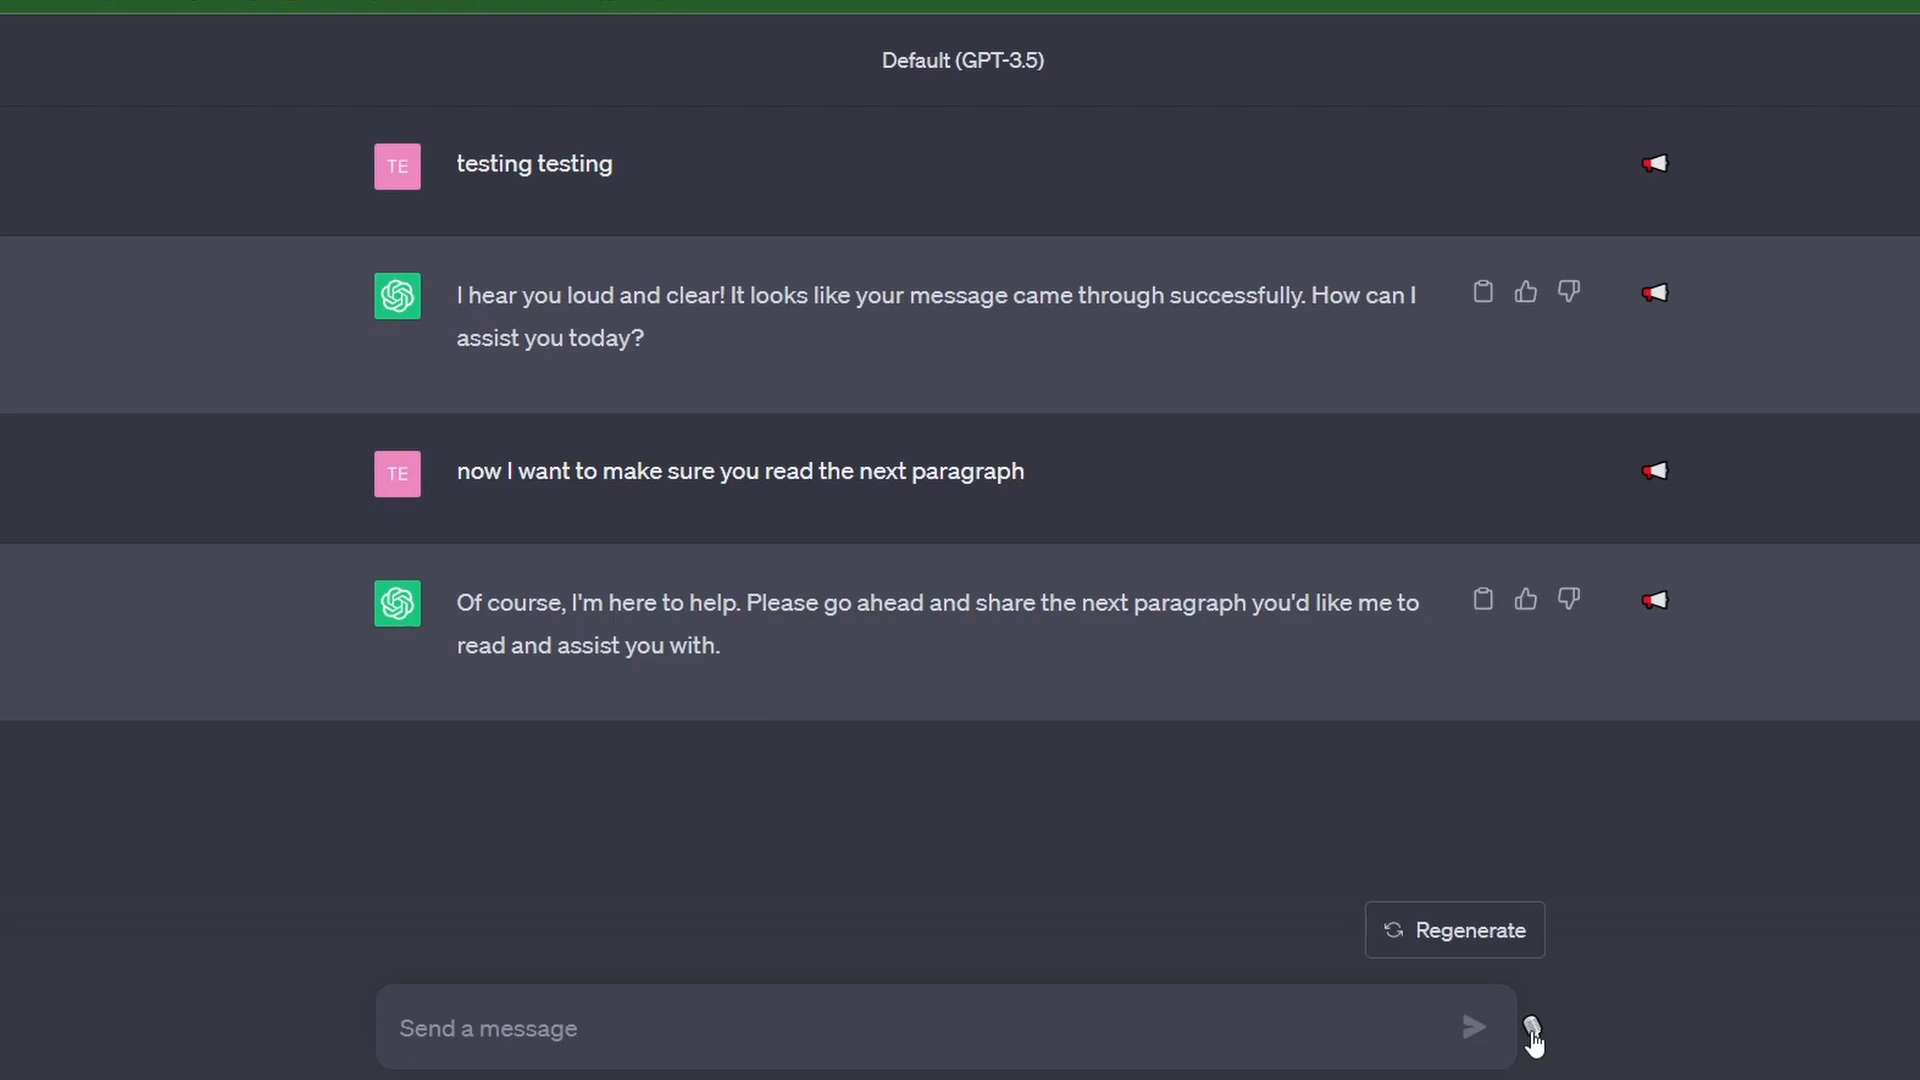 Default (GPT-3.5)
TE
testing testing
I hear you loud and clear! It looks like your message came through successfully. How can I
assist you today?
TE
now I want to make sure you read the next paragraph
Of course, I'm here to help. Please go ahead and share the next paragraph you'd like me to
read and assist you with.
Regenerate
Send a message